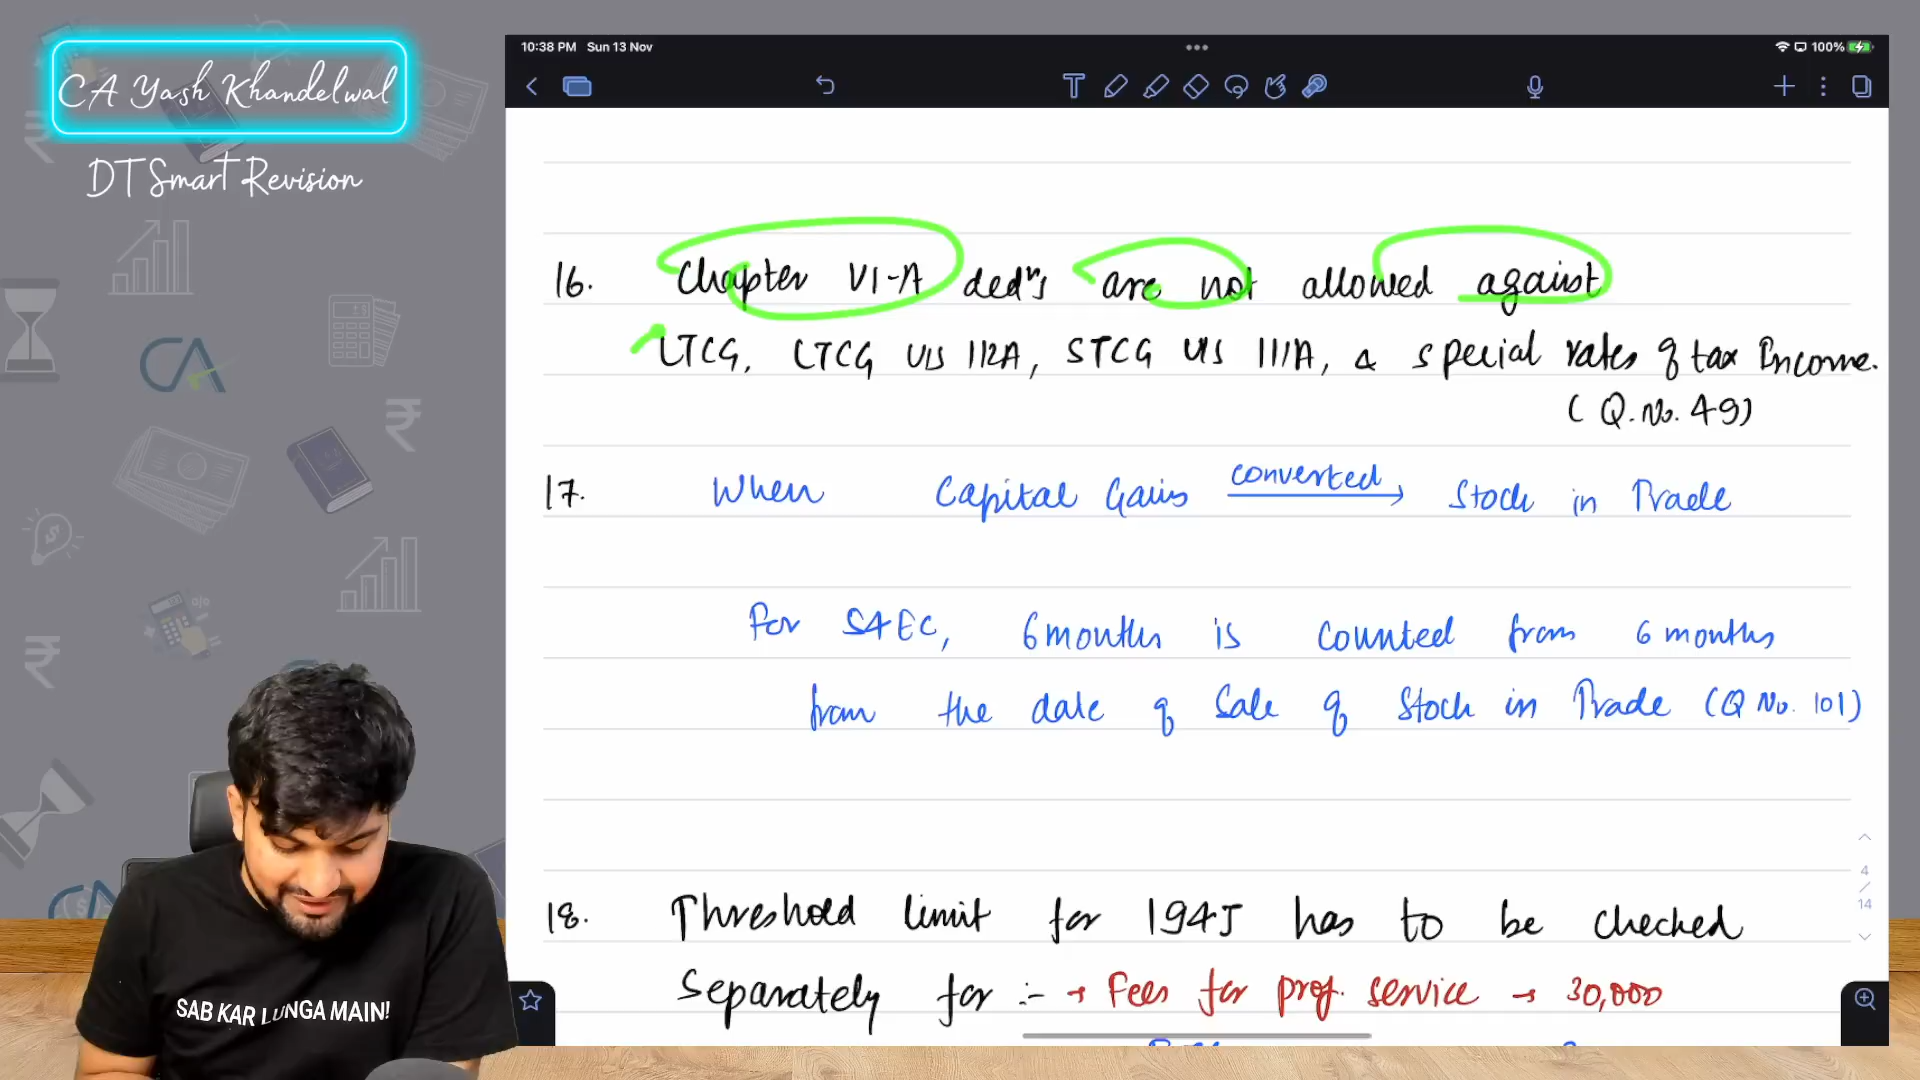 CA Yash Khandelwal
DT Smart Revision
10:38 PM Sun 13 Nov
100%
16. Chapter VI-A dedⁿs are not allowed against
LTCG, LTCG U/S 112A, STCG U/S 111A, & special rates of tax Income.
(Q.No. 49)
17. When Capital Gains converted → Stock in Trade
For 54EC, 6 months is counted from 6 months
from the date of Sale of Stock in Trade (Q No. 101)
18. Threshold limit for 194J has to be checked
Separately for :- → Fees for prof. service → 30,000
4
/
14
SAB KAR LUNGA MAIN!
CA